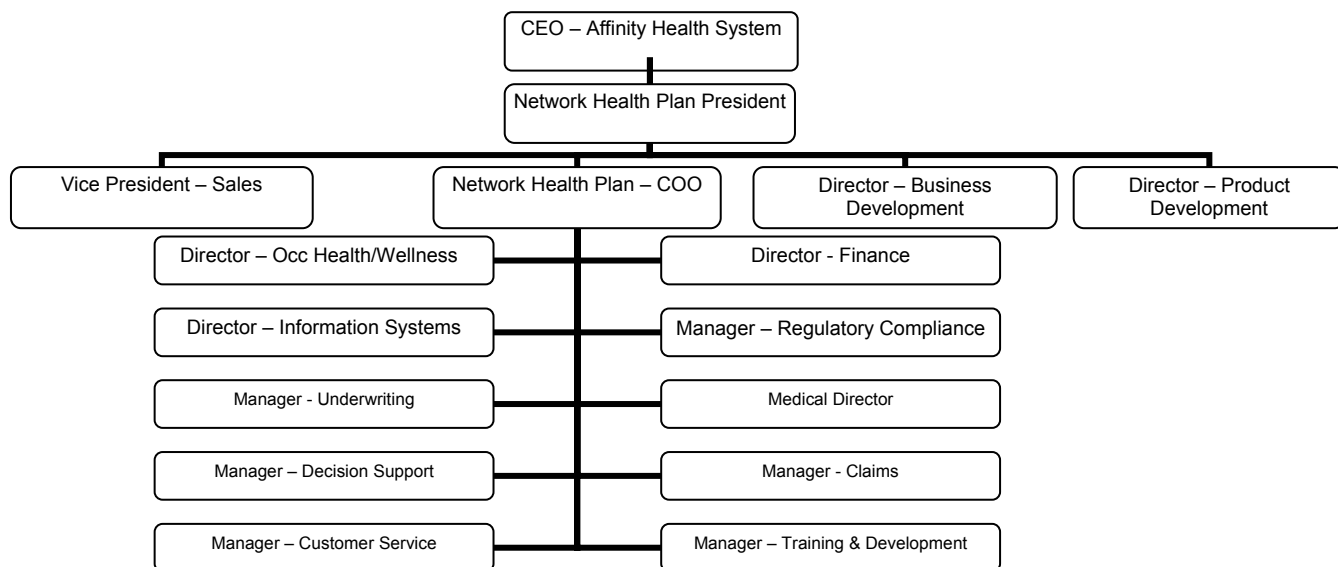 CEO – Affinity Health System
Network Health Plan President
Vice President – Sales
Network Health Plan – COO
Director – Business
Development
Director – Product
Development
Director – Occ Health/Wellness
Director - Finance
Director – Information Systems
Manager – Regulatory Compliance
Manager - Underwriting
Medical Director
Manager – Decision Support
Manager - Claims
Manager – Customer Service
Manager – Training & Development